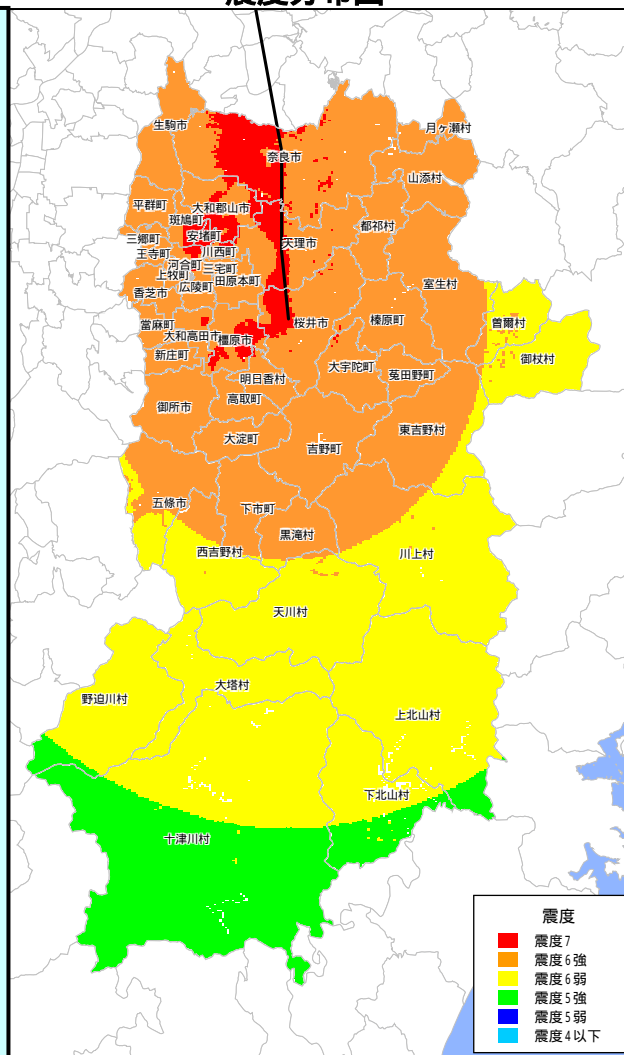 震度分布図
月ヶ瀬村
生駒市
奈良市
山添村
平群町
大和郡山市
斑鳩町
都祁村
安堵町
三郷町
天理市
王寺町
川西町
河合町
三宅町
上牧町
田原本町
室生村
広陵町
香芝市
當麻町
桜井市
榛原町
曽爾村
大和高田市
橿原市
新庄町
御杖村
大宇陀町
菟田野町
明日香村
高取町
御所市
東吉野村
大淀町
吉野町
五條市
下市町
黒滝村
西吉野村
川上村
天川村
大塔村
野迫川村
上北山村
下北山村
十津川村
震度
震度7
震度6強
震度6弱
震度5強
震度5弱
震度4以下